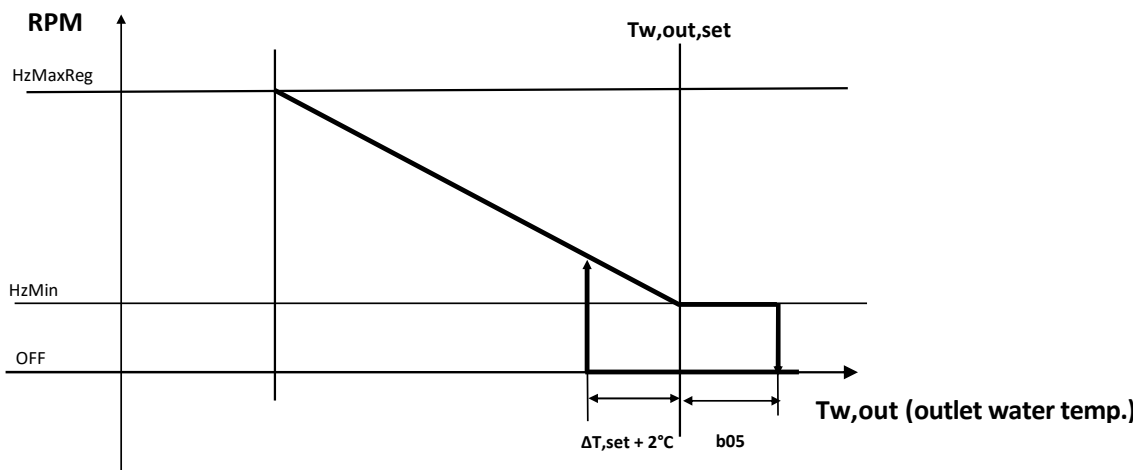 RPM
Tw,out,set
HzMaxReg
HzMin
OFF
Tw,out (outlet water temp.)
ΔT,set + 2°C
b05